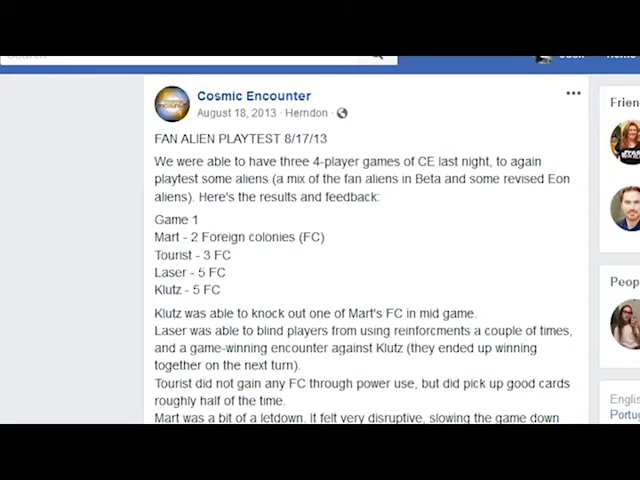 Cosmic Encounter
August 18, 2013 · Herndon ·
FAN ALIEN PLAYTEST 8/17/13
We were able to have three 4-player games of CE last night, to again
playtest some aliens (a mix of the fan aliens in Beta and some revised Eon
aliens). Here's the results and feedback:
Game 1
Mart - 2 Foreign colonies (FC)
Tourist - 3 FC
Laser - 5 FC
Klutz - 5 FC
Klutz was able to knock out one of Mart's FC in mid game.
Laser was able to blind players from using reinforcments a couple of times,
and a game-winning encounter against Klutz (they ended up winning
together on the next turn).
Tourist did not gain any FC through power use, but did pick up good cards
roughly half of the time.
Mart was a bit of a letdown. It felt very disruptive, slowing the game down
Frien
Peop
Englis
Portug